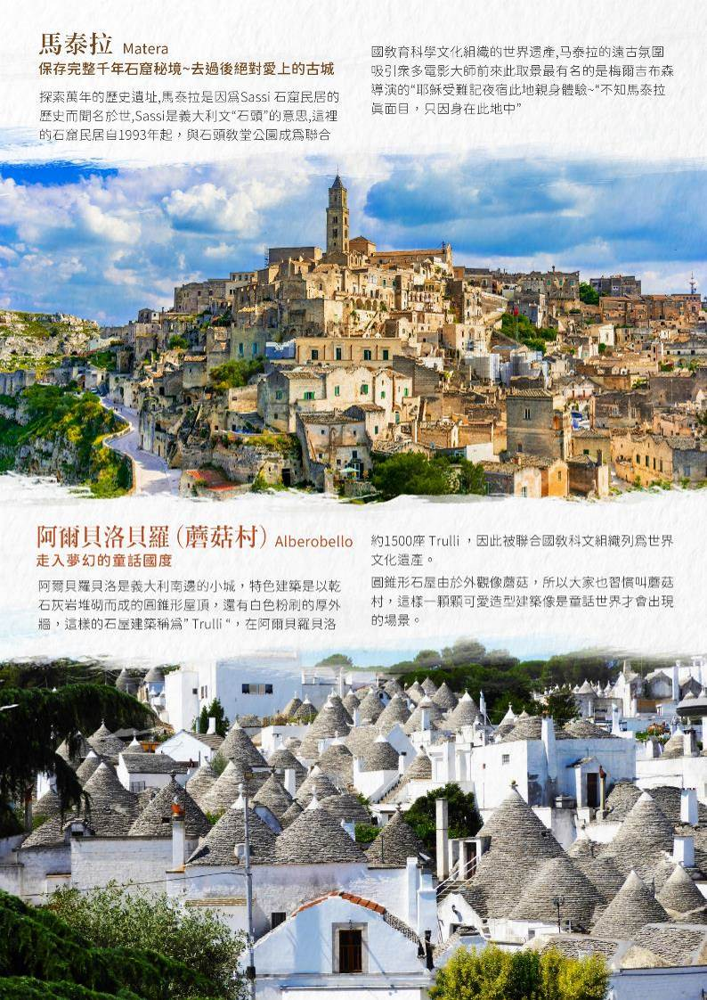 馬泰拉 Matera
保存完整千年石窟秘境~去過後絕對愛上的古城
探索萬年的歷史遺址,馬泰拉是因爲Sassi 石窟民居的
歷史而聞名於世,Sassi是義大利文“石頭”的意思,這裡
的石窟民居自1993年起，與石頭教堂公園成爲聯合
國教育科學文化組織的世界遺產,马泰拉的遠古氛圍
吸引衆多電影大師前來此取景最有名的是梅爾吉布森
導演的“耶穌受難記夜宿此地親身體驗~“不知馬泰拉
眞面目，只因身在此地中”
阿爾貝洛貝羅（蘑菇村）Alberobello
走入夢幻的童話國度
阿爾貝羅貝洛是義大利南邊的小城，特色建築是以乾
石灰岩堆砌而成的圓錐形屋頂，還有白色粉刷的厚外
牆，這樣的石屋建築稱爲” Trulli “，在阿爾貝羅貝洛
約1500座 Trulli ，因此被聯合國教科文組織列爲世界
文化遺產。
圓錐形石屋由於外觀像蘑菇，所以大家也習慣叫蘑菇
村，這樣一顆顆可愛造型建築像是童話世界才會出現
的場景。